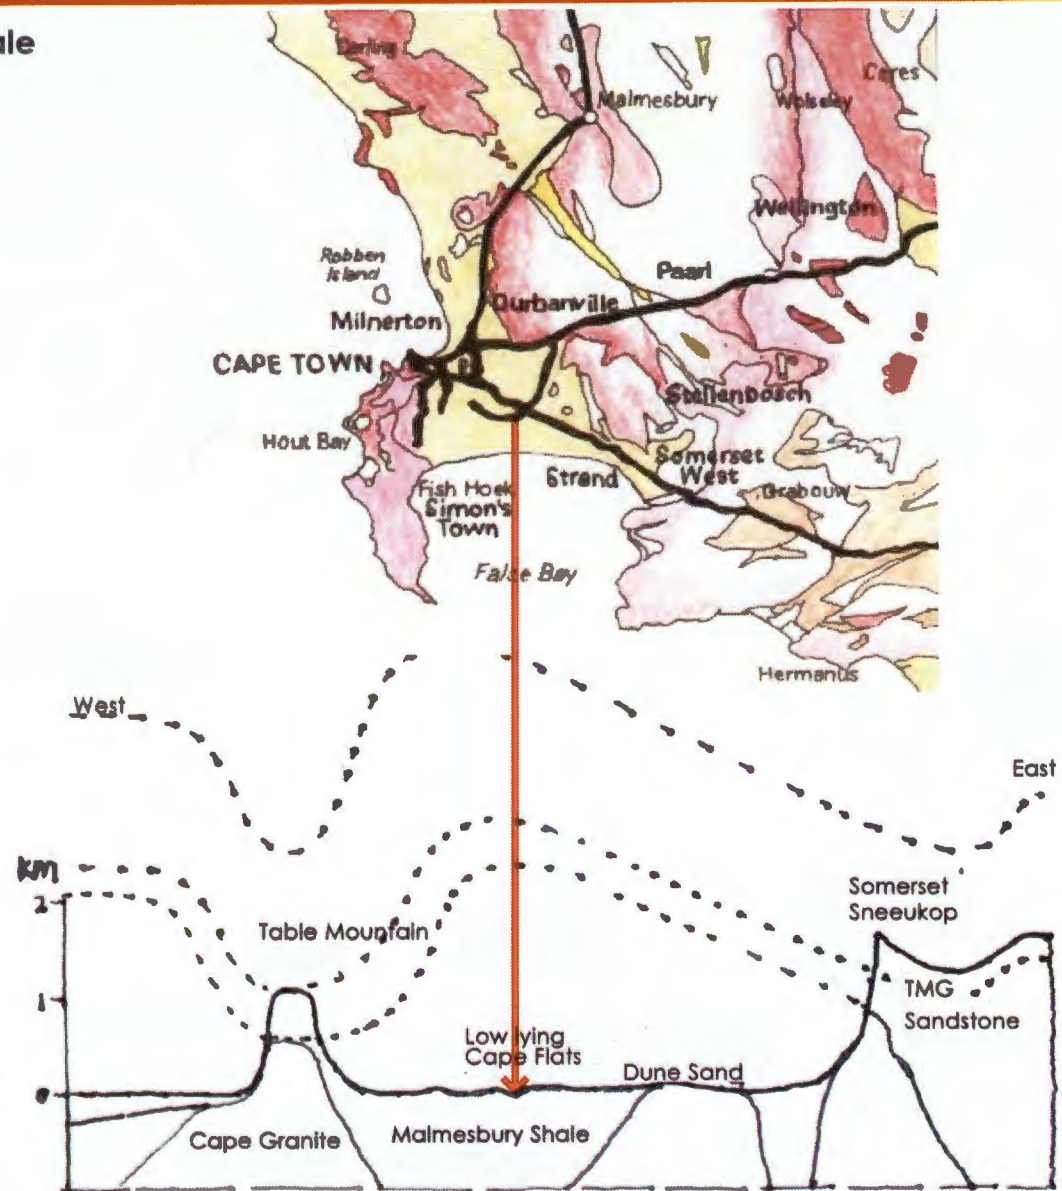 ale
Darling
Malmesbury
Wolseley
Ceres
Wellington
Robben
Island
Paarl
Durbanville
Milnerton
CAPE TOWN
Stellenbosch
Hout Bay
Somerset
West
Strand
Grabouw
Fish Hoek
Simon's
Town
False Bay
Hermanus
West
East
km
2
1
0
Table Mountain
Somerset
Sneeukop
TMG
Sandstone
Low lying
Cape Flats
Dune Sand
Cape Granite
Malmesbury Shale